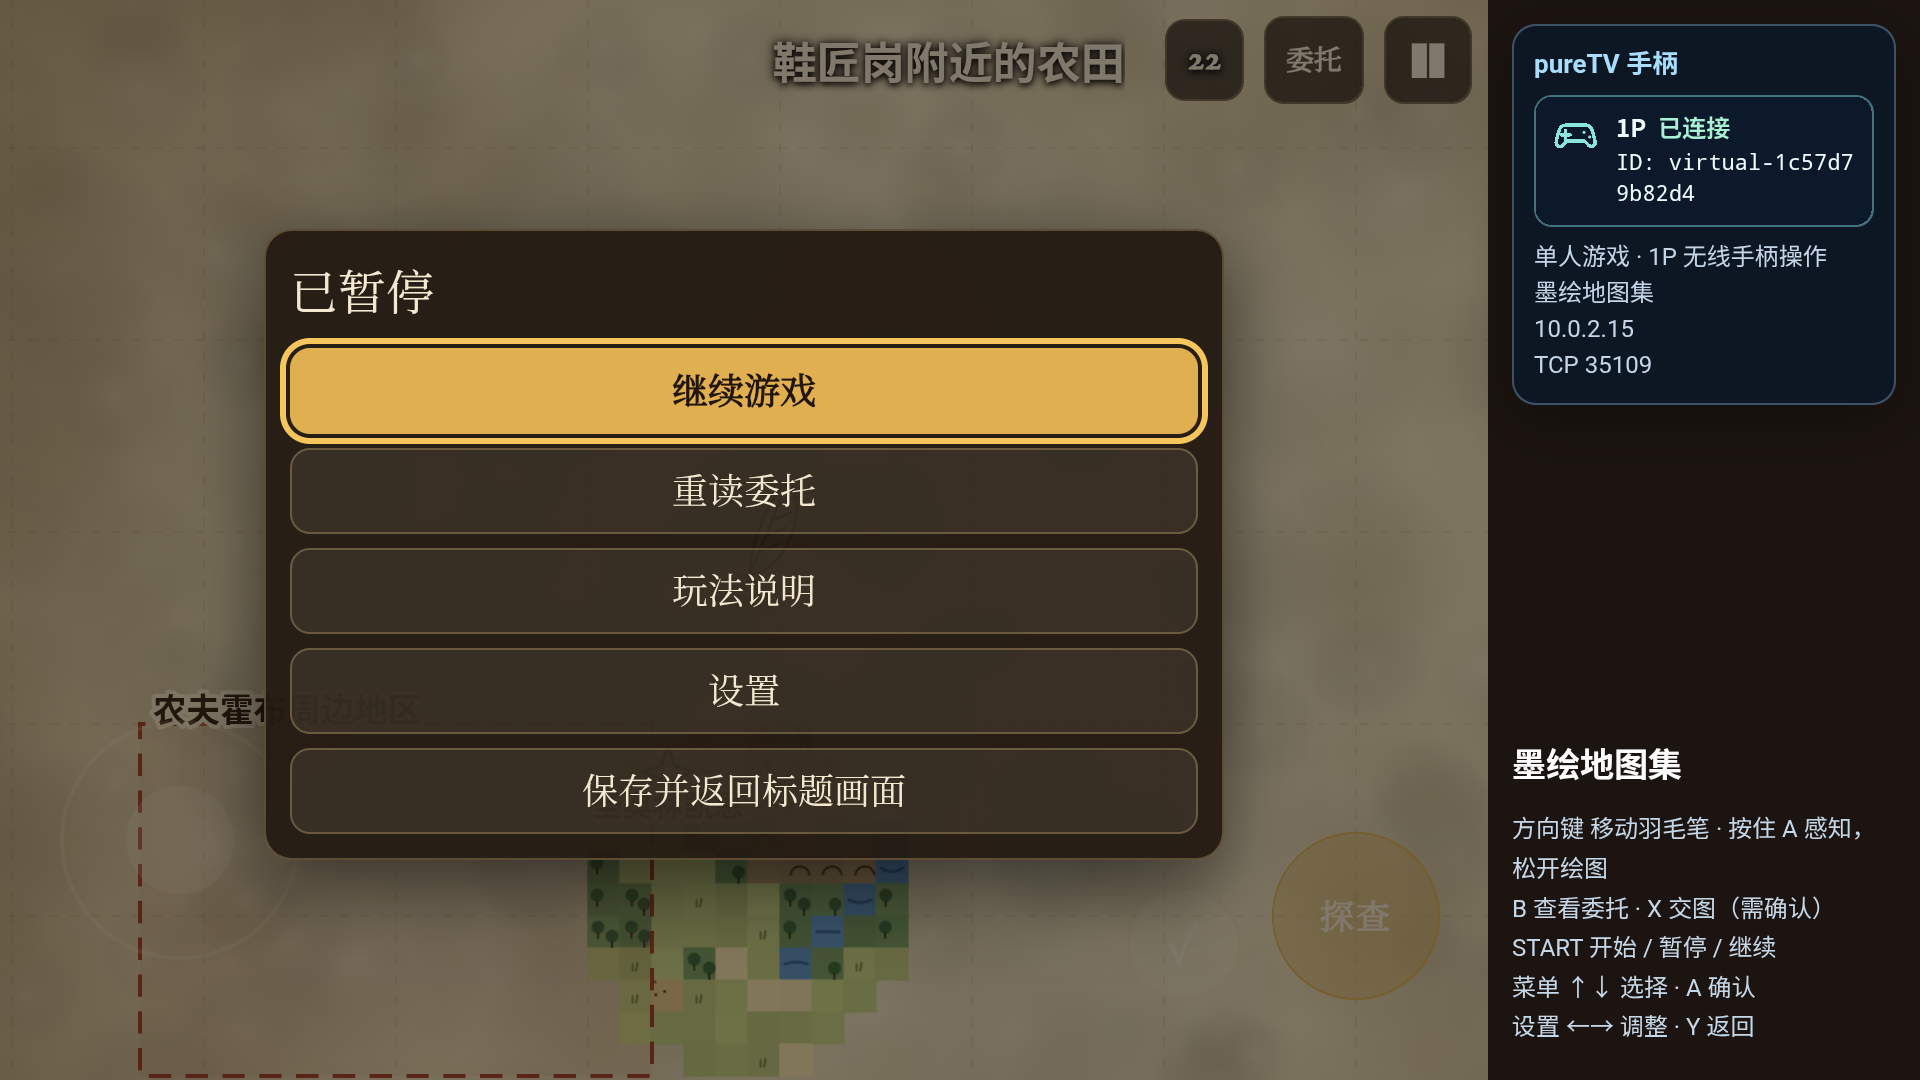 鞋匠岗附近的农田
22
委托
已暂停
继续游戏
重读委托
玩法说明
设置
保存并返回标题画面
农夫霍布周边地区
探查
pureTV 手柄
1P 已连接
ID: virtual-1c57d7
9b82d4
单人游戏 · 1P 无线手柄操作
墨绘地图集
10.0.2.15
TCP 35109
墨绘地图集
方向键 移动羽毛笔 · 按住 A 感知，
松开绘图
B 查看委托 · X 交图（需确认）
START 开始 / 暂停 / 继续
菜单 ↑↓ 选择 · A 确认
设置 ←→ 调整 · Y 返回